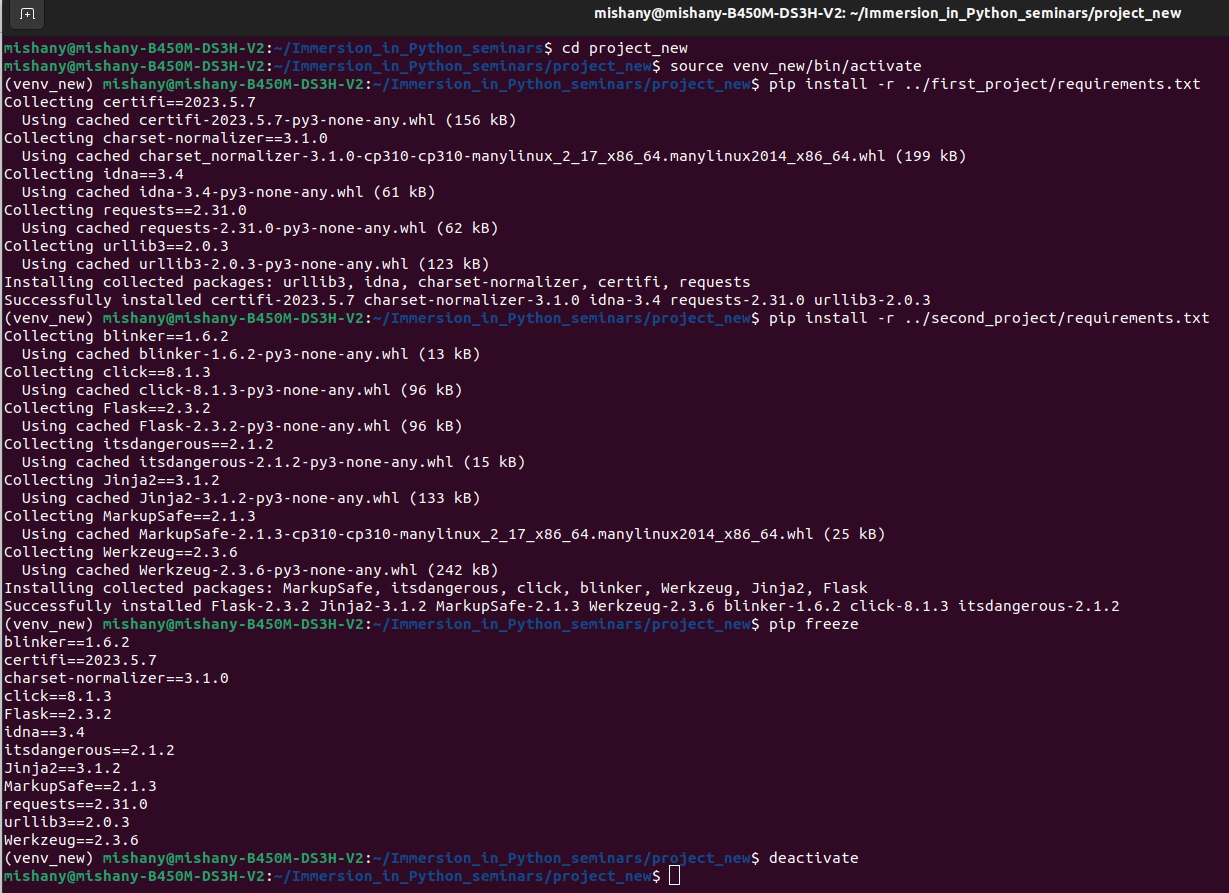 mishany@mishany-B450M-DS3H-V2: ~/Immersion_in_Python_seminars/project_new
mishany@mishany-B450M-DS3H-V2:~/Immersion_in_Python_seminars$ cd project_new
mishany@mishany-B450M-DS3H-V2:~/Immersion_in_Python_seminars/project_new$ source venv_new/bin/activate
(venv_new) mishany@mishany-B450M-DS3H-V2:~/Immersion_in_Python_seminars/project_new$ pip install -r ../first_project/requirements.txt
Collecting certifi==2023.5.7
  Using cached certifi-2023.5.7-py3-none-any.whl (156 kB)
Collecting charset-normalizer==3.1.0
  Using cached charset_normalizer-3.1.0-cp310-cp310-manylinux_2_17_x86_64.manylinux2014_x86_64.whl (199 kB)
Collecting idna==3.4
  Using cached idna-3.4-py3-none-any.whl (61 kB)
Collecting requests==2.31.0
  Using cached requests-2.31.0-py3-none-any.whl (62 kB)
Collecting urllib3==2.0.3
  Using cached urllib3-2.0.3-py3-none-any.whl (123 kB)
Installing collected packages: urllib3, idna, charset-normalizer, certifi, requests
Successfully installed certifi-2023.5.7 charset-normalizer-3.1.0 idna-3.4 requests-2.31.0 urllib3-2.0.3
(venv_new) mishany@mishany-B450M-DS3H-V2:~/Immersion_in_Python_seminars/project_new$ pip install -r ../second_project/requirements.txt
Collecting blinker==1.6.2
  Using cached blinker-1.6.2-py3-none-any.whl (13 kB)
Collecting click==8.1.3
  Using cached click-8.1.3-py3-none-any.whl (96 kB)
Collecting Flask==2.3.2
  Using cached Flask-2.3.2-py3-none-any.whl (96 kB)
Collecting itsdangerous==2.1.2
  Using cached itsdangerous-2.1.2-py3-none-any.whl (15 kB)
Collecting Jinja2==3.1.2
  Using cached Jinja2-3.1.2-py3-none-any.whl (133 kB)
Collecting MarkupSafe==2.1.3
  Using cached MarkupSafe-2.1.3-cp310-cp310-manylinux_2_17_x86_64.manylinux2014_x86_64.whl (25 kB)
Collecting Werkzeug==2.3.6
  Using cached Werkzeug-2.3.6-py3-none-any.whl (242 kB)
Installing collected packages: MarkupSafe, itsdangerous, click, blinker, Werkzeug, Jinja2, Flask
Successfully installed Flask-2.3.2 Jinja2-3.1.2 MarkupSafe-2.1.3 Werkzeug-2.3.6 blinker-1.6.2 click-8.1.3 itsdangerous-2.1.2
(venv_new) mishany@mishany-B450M-DS3H-V2:~/Immersion_in_Python_seminars/project_new$ pip freeze
blinker==1.6.2
certifi==2023.5.7
charset-normalizer==3.1.0
click==8.1.3
Flask==2.3.2
idna==3.4
itsdangerous==2.1.2
Jinja2==3.1.2
MarkupSafe==2.1.3
requests==2.31.0
urllib3==2.0.3
Werkzeug==2.3.6
(venv_new) mishany@mishany-B450M-DS3H-V2:~/Immersion_in_Python_seminars/project_new$ deactivate
mishany@mishany-B450M-DS3H-V2:~/Immersion_in_Python_seminars/project_new$